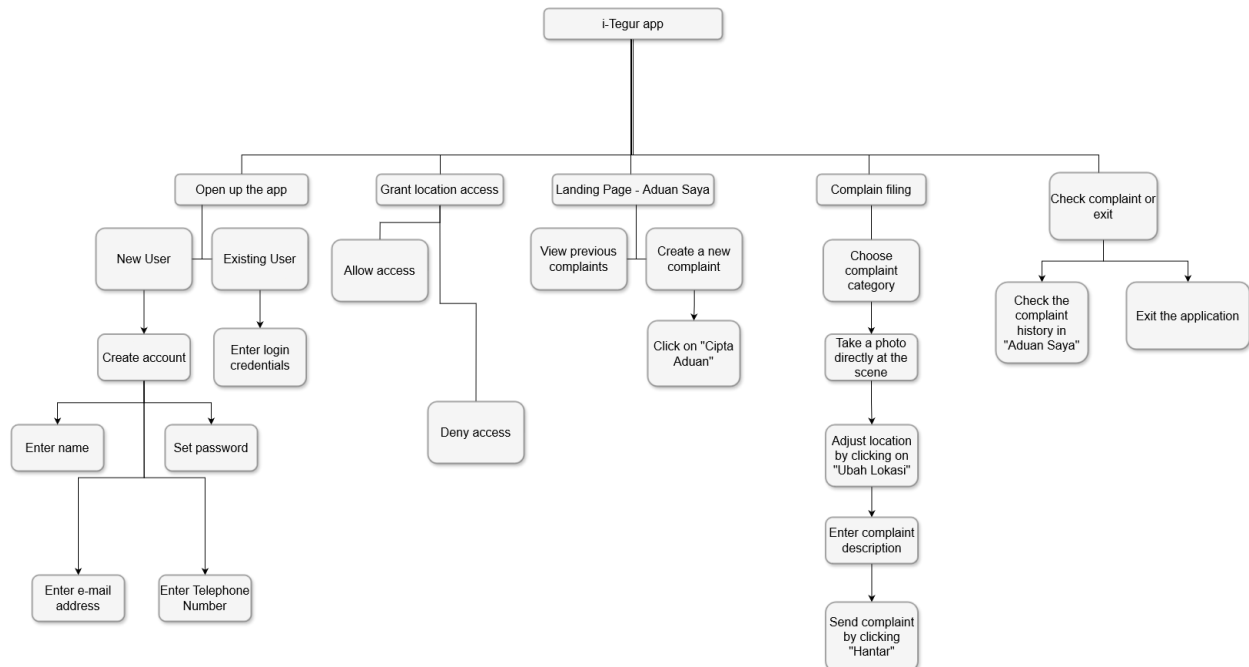 i-Tegur app
Open up the app
Grant location access
Landing Page - Aduan Saya
Complain filing
Check complaint or
exit
New User
Existing User
Allow access
View previous
complaints
Create a new
complaint
Choose
complaint
category
Check the
complaint
history in
"Aduan Saya"
Exit the application
Create account
Enter login
credentials
Click on "Cipta
Aduan"
Take a photo
directly at the
scene
Enter name
Set password
Deny access
Adjust location
by clicking on
"Ubah Lokasi"
Enter complaint
description
Enter e-mail
address
Enter Telephone
Number
Send complaint
by clicking
"Hantar"